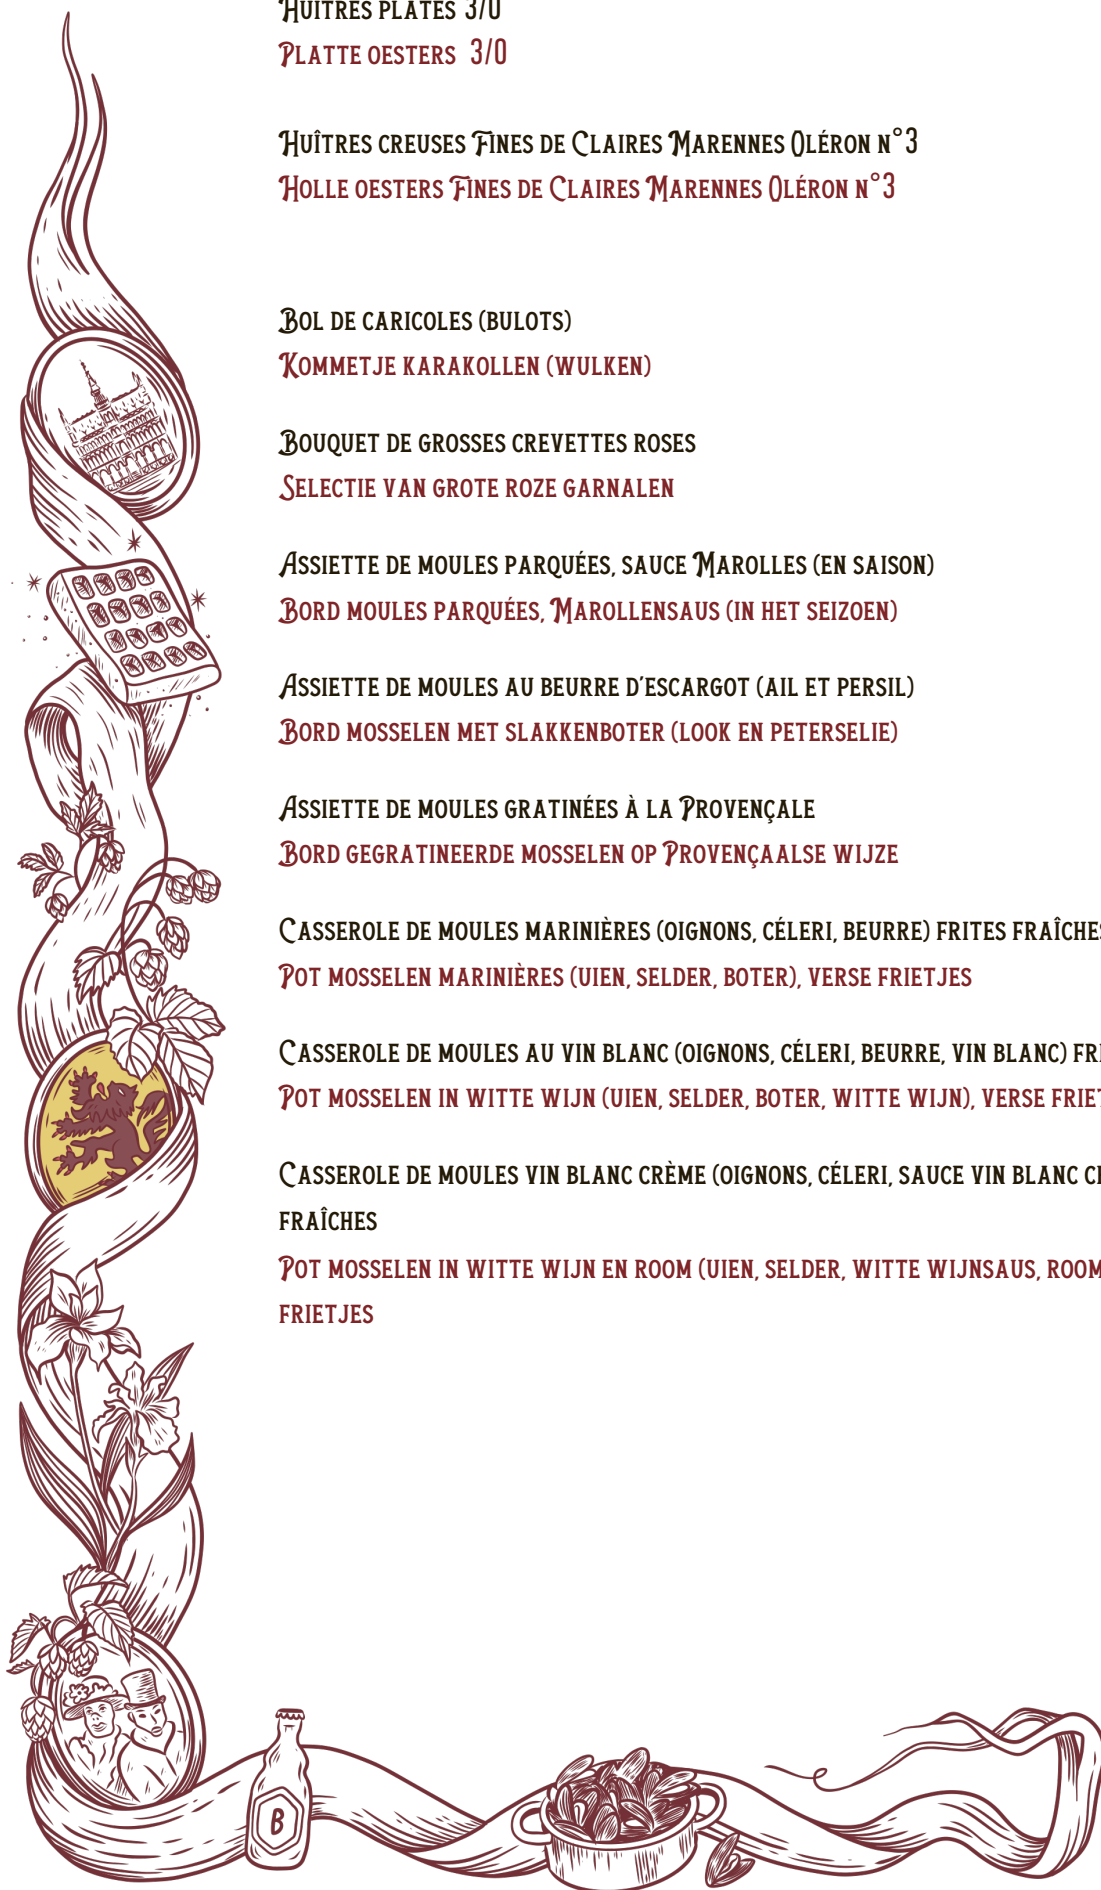 Huîtres plates 3/0
Platte oesters 3/0
Huîtres creuses Fines de Claires Marennes Oléron n°3
Holle oesters Fines de Claires Marennes Oléron n°3
Bol de caricoles (bulots)
Kommetje karakollen (wulken)
Bouquet de grosses crevettes roses
Selectie van grote roze garnalen
Assiette de moules parquées, sauce Marolles (en saison)
Bord moules parquées, Marollensaus (in het seizoen)
Assiette de moules au beurre d'escargot (ail et persil)
Bord mosselen met slakkenboter (look en peterselie)
Assiette de moules gratinées à la Provençale
Bord gegratineerde mosselen op Provençaalse wijze
Casserole de moules marinières (oignons, céleri, beurre) frites fraîches
Pot mosselen marinières (uien, selder, boter), verse frietjes
Casserole de moules au vin blanc (oignons, céleri, beurre, vin blanc)
Pot mosselen in witte wijn (uien, selder, boter, witte wijn), verse
Casserole de moules vin blanc crème (oignons, céleri, sauce vin blanc
fraîches
Pot mosselen in witte wijn en room (uien, selder, witte wijnsaus, room
frietjes
B